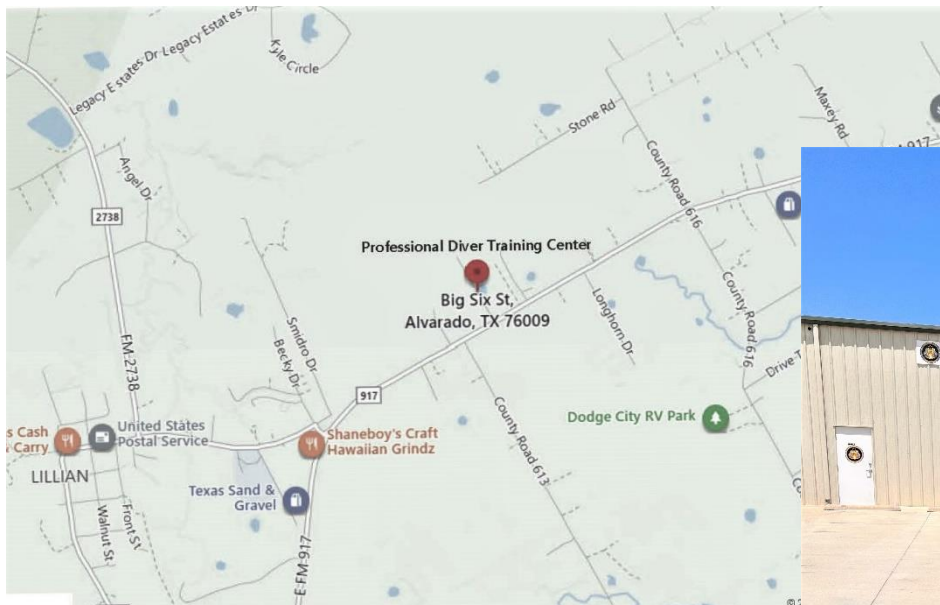 Legacy Estates Dr
Legacy Estates Dr
Kyle Circle
Stone Rd
Maxey Rd
917
Angel Dr
County Road 616
2738
Professional Diver Training Center
Big Six St,
Alvarado, TX 76009
Smidro Dr
Becky Dr
FM 2738
Longhorn Dr
County Road 616
917
Cash
Carry
United States
Postal Service
Shaneboy's Craft
Hawaiian Grindz
Dodge City RV Park
County Road 613
LILLIAN
Texas Sand &
Gravel
Walnut St
Front St
E FM 917